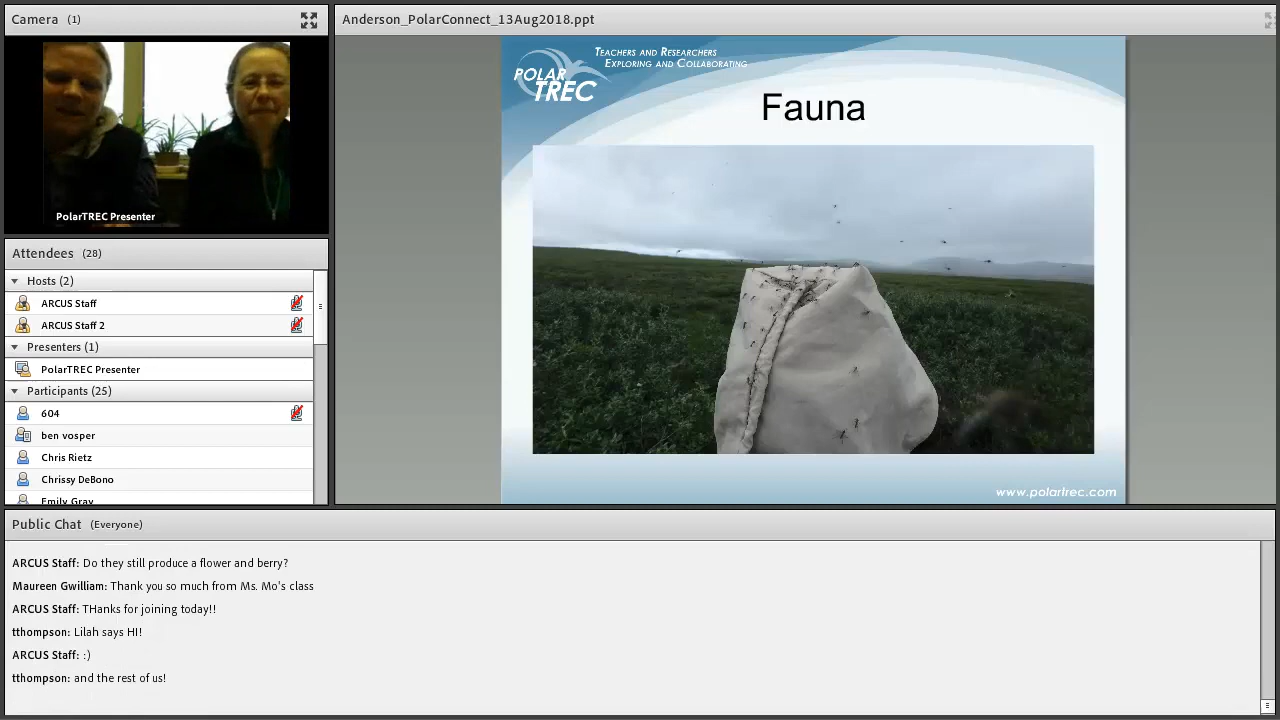 Camera (1)
PolarTREC Presenter
Attendees (28)
Hosts (2)
ARCUS Staff
ARCUS Staff 2
Presenters (1)
PolarTREC Presenter
Participants (25)
604
ben vosper
Chris Rietz
Chrissy DeBono
Emily Gray
Anderson_PolarConnect_13Aug2018.ppt
POLAR
TREC
TEACHERS AND RESEARCHERS
EXPLORING AND COLLABORATING
Fauna
www.polartrec.com
Public Chat (Everyone)
ARCUS Staff: Do they still produce a flower and berry?
Maureen Gwilliam: Thank you so much from Ms. Mo's class
ARCUS Staff: THanks for joining today!!
tthompson: Lilah says HI!
ARCUS Staff: :)
tthompson: and the rest of us!